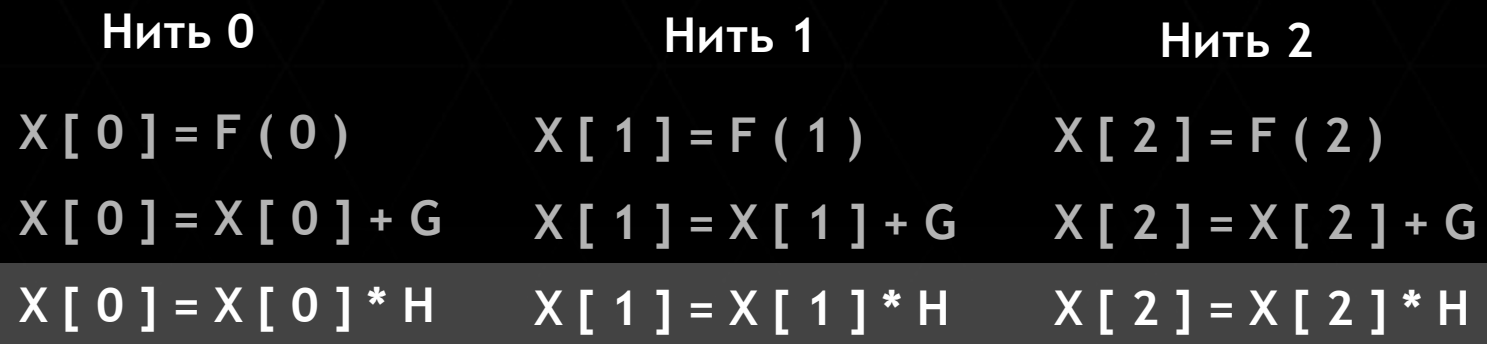 Нить 0 Нить 1 Нить 2
X [ 0 ] = F ( 0 ) X [ 1 ] = F ( 1 ) X [ 2 ] = F ( 2 )
X [ 0 ] = X [ 0 ] + G X [ 1 ] = X [ 1 ] + G X [ 2 ] = X [ 2 ] + G
X [ 0 ] = X [ 0 ] * H X [ 1 ] = X [ 1 ] * H X [ 2 ] = X [ 2 ] * H